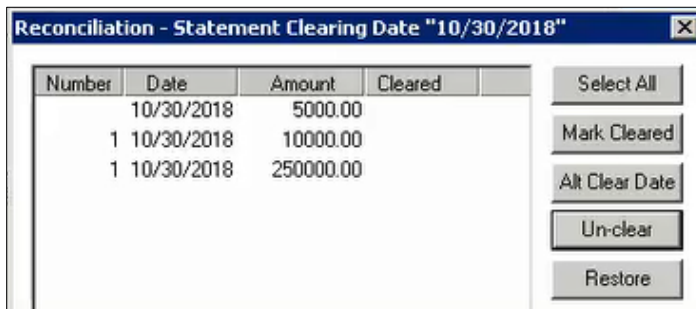 Reconciliation - Statement Clearing Date "10/30/2018"
Number Date Amount Cleared
10/30/2018 5000.00
1 10/30/2018 10000.00
1 10/30/2018 250000.00
Select All
Mark Cleared
Alt Clear Date
Un-clear
Restore